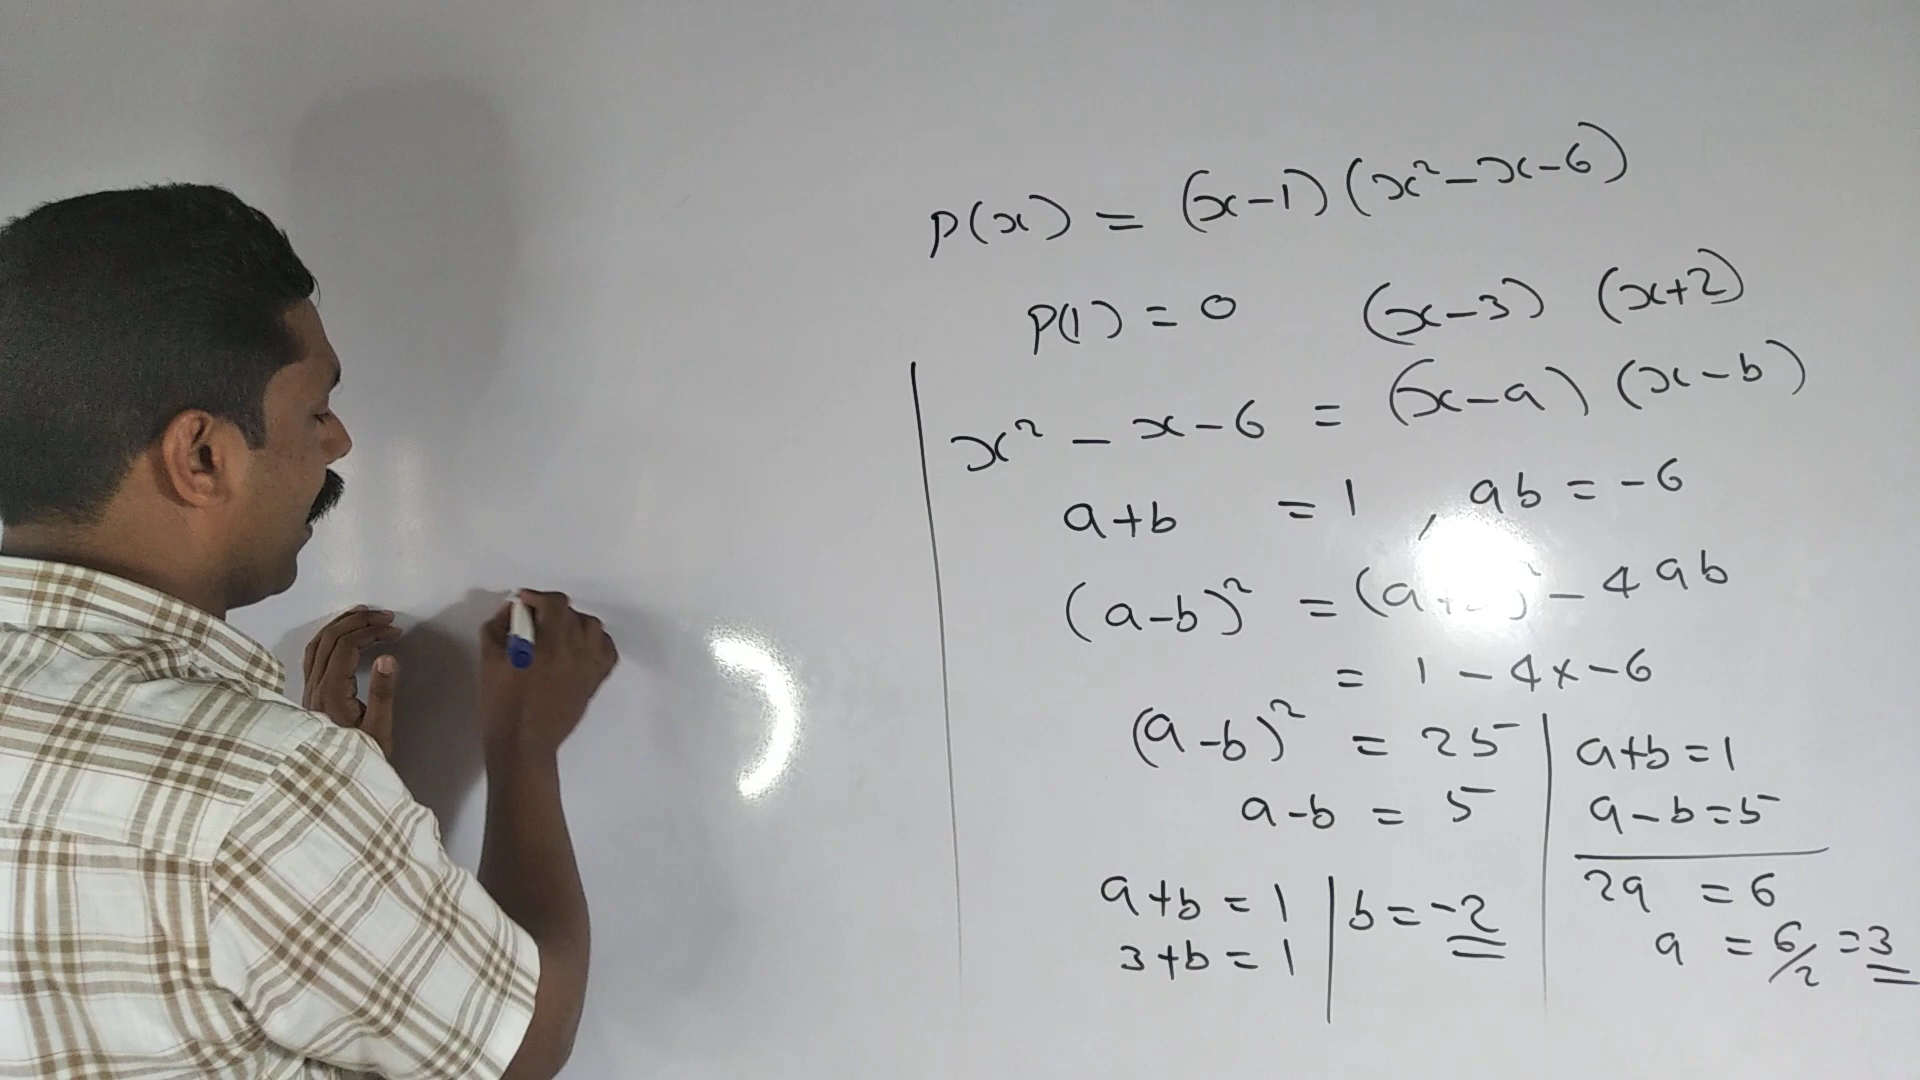 p(x) = (x-1) (x²-x-6)
p(1) = 0 (x-3) (x+2)
x² - x - 6 = (x-a) (x-b)
a+b = 1 , ab = -6
(a-b)² = (a + )² - 4ab
= 1 - 4x-6
(a-b)² = 25
a-b = 5
a+b = 1
3+b = 1
b = -2
a+b = 1
a-b = 5
2a = 6
a = 6/2 = 3